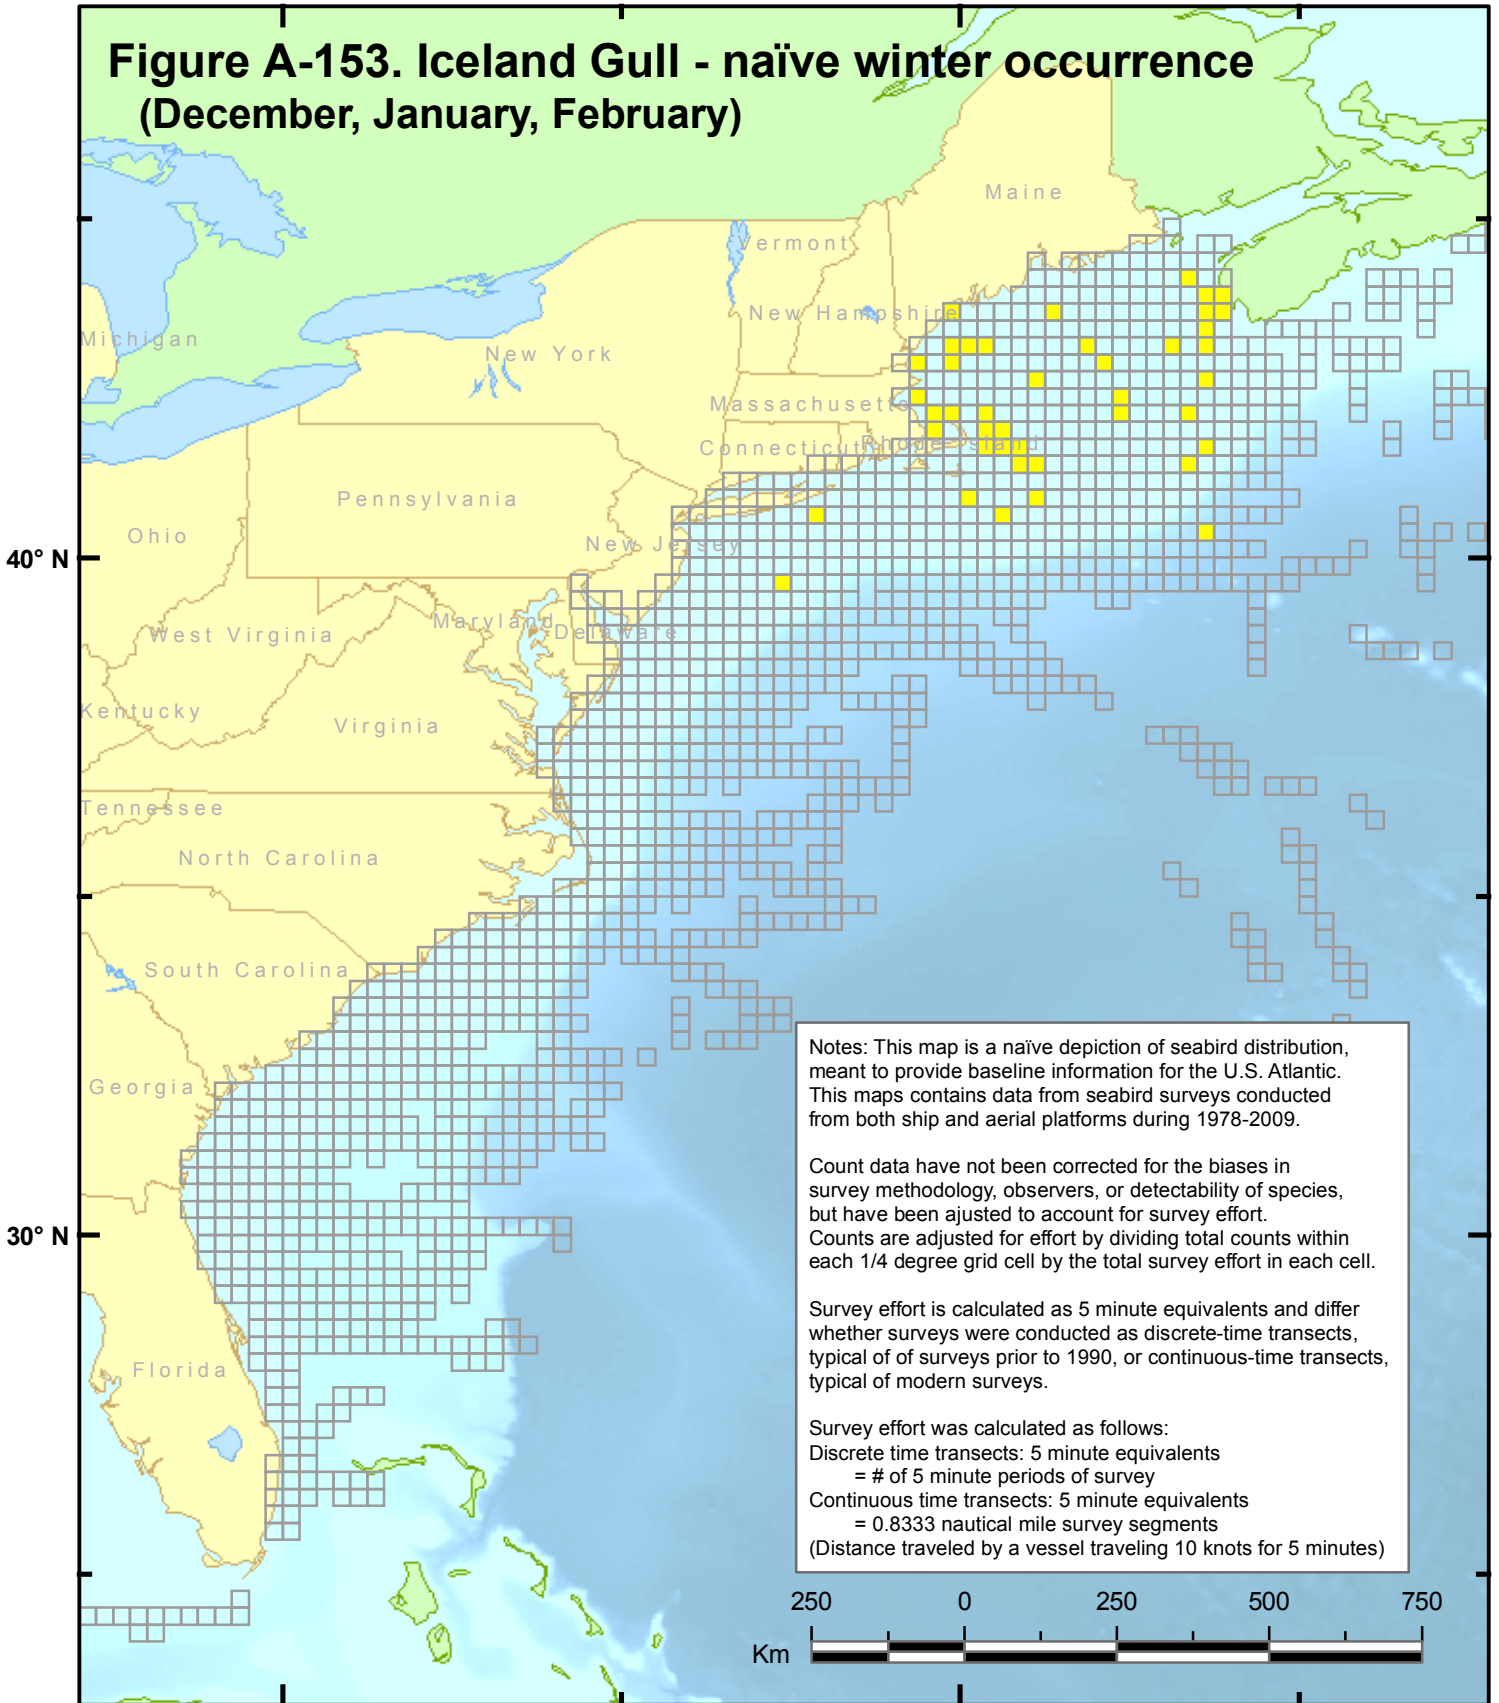 Figure A-153. Iceland Gull - naïve winter occurrence
(December, January, February)
Maine
Vermont
New Hampshire
Michigan
New York
Massachusetts
Connecticut
Rhode Island
Pennsylvania
Ohio
New Jersey
40° N
Maryland
Delaware
West Virginia
Kentucky
Virginia
Tennessee
North Carolina
South Carolina
Georgia
30° N
Florida
Notes: This map is a naïve depiction of seabird distribution,
meant to provide baseline information for the U.S. Atlantic.
This maps contains data from seabird surveys conducted
from both ship and aerial platforms during 1978-2009.
Count data have not been corrected for the biases in
survey methodology, observers, or detectability of species,
but have been ajusted to account for survey effort.
Counts are adjusted for effort by dividing total counts within
each 1/4 degree grid cell by the total survey effort in each cell.
Survey effort is calculated as 5 minute equivalents and differ
whether surveys were conducted as discrete-time transects,
typical of of surveys prior to 1990, or continuous-time transects,
typical of modern surveys.
Survey effort was calculated as follows:
Discrete time transects: 5 minute equivalents
= # of 5 minute periods of survey
Continuous time transects: 5 minute equivalents
= 0.8333 nautical mile survey segments
(Distance traveled by a vessel traveling 10 knots for 5 minutes)
250 0 250 500 750
Km